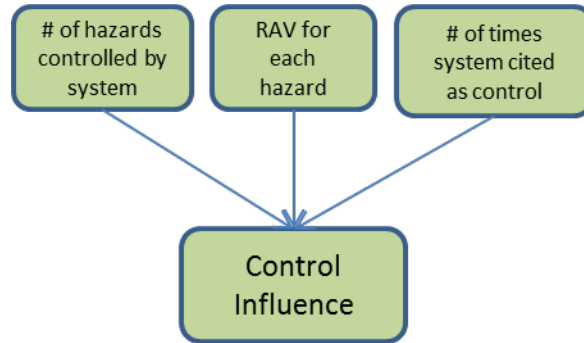 # of hazards
controlled by
system
RAV for
each
hazard
# of times
system cited
as control
Control
Influence